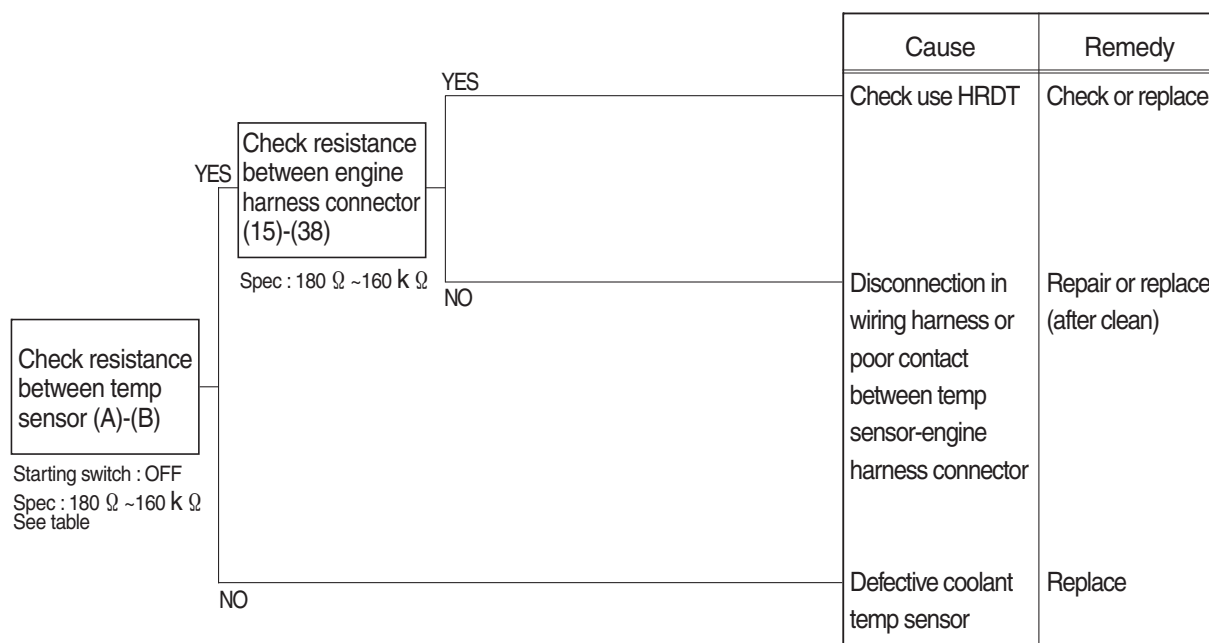 Cause Remedy
YES
Check use HRDT Check or replace
Check resistance
between engine
harness connector
(15)-(38)
YES
Spec : 180 Ω ~160 k Ω
NO
Disconnection in Repair or replace
wiring harness or (after clean)
poor contact
between temp
sensor-engine
harness connector
Check resistance
between temp
sensor (A)-(B)
Starting switch : OFF
Spec : 180 Ω ~160 k Ω
See table
NO
Defective coolant Replace
temp sensor